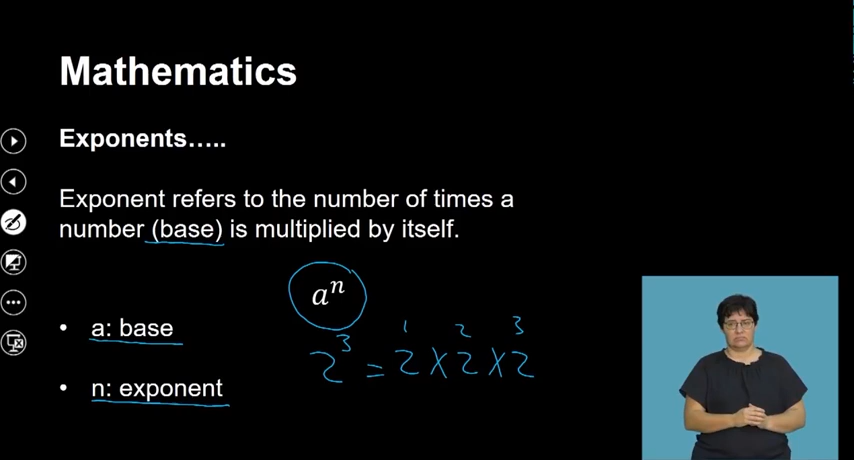 Mathematics
Exponents…..
Exponent refers to the number of times a
number (base) is multiplied by itself.
aⁿ
• a: base
1 2 3
2³ = 2 X 2 X 2
• n: exponent